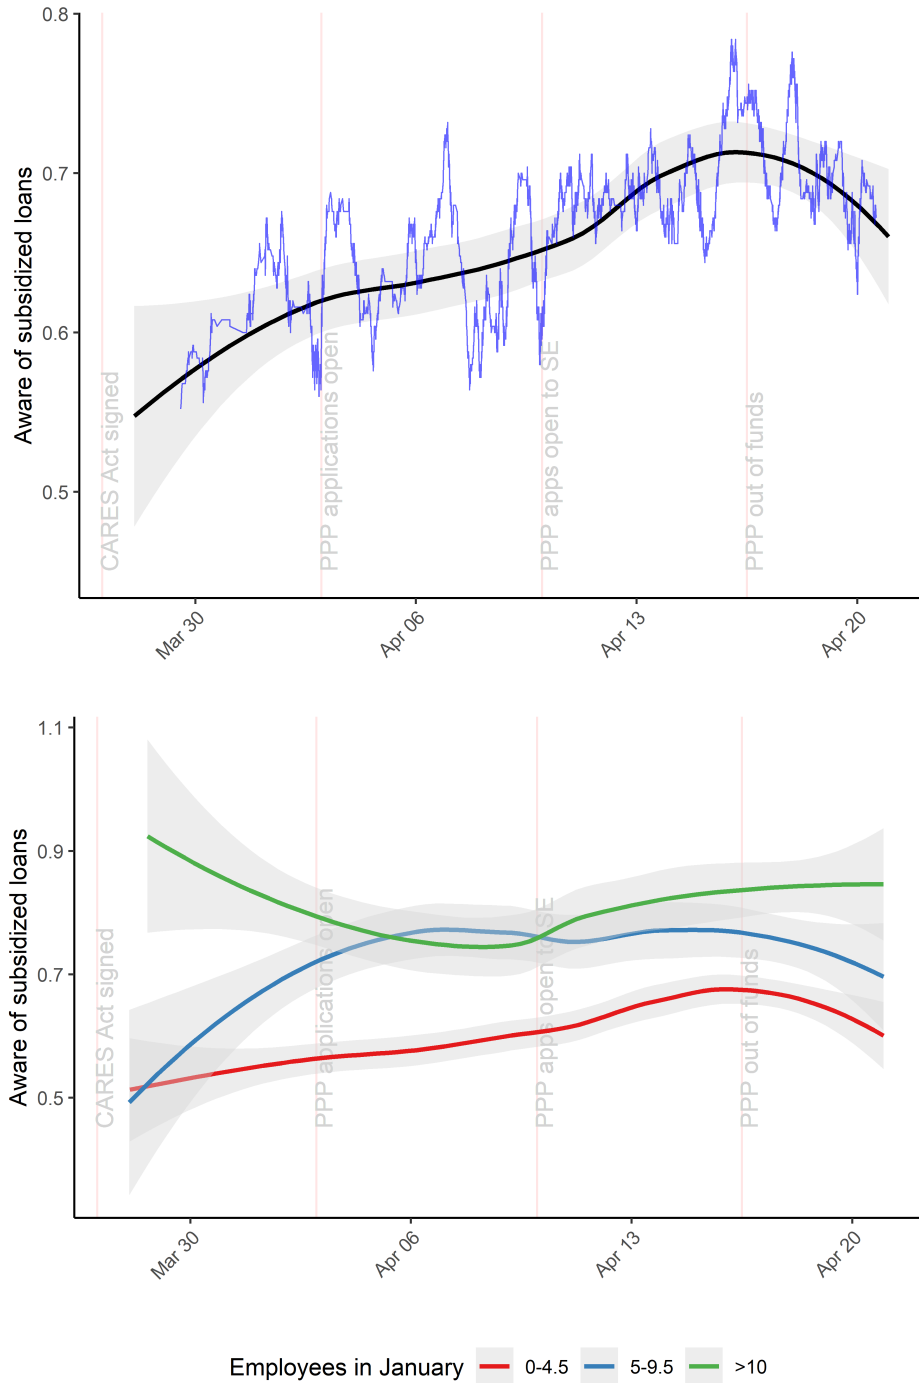 0.8
0.7
0.6
0.5
Aware of subsidized loans
CARES Act signed
PPP applications open
PPP apps open to SE
PPP out of funds
Mar 30
Apr 06
Apr 13
Apr 20
1.1
0.9
0.7
0.5
Aware of subsidized loans
CARES Act signed
PPP applications open
PPP apps open to SE
PPP out of funds
Mar 30
Apr 06
Apr 13
Apr 20
Employees in January 0-4.5 5-9.5 >10